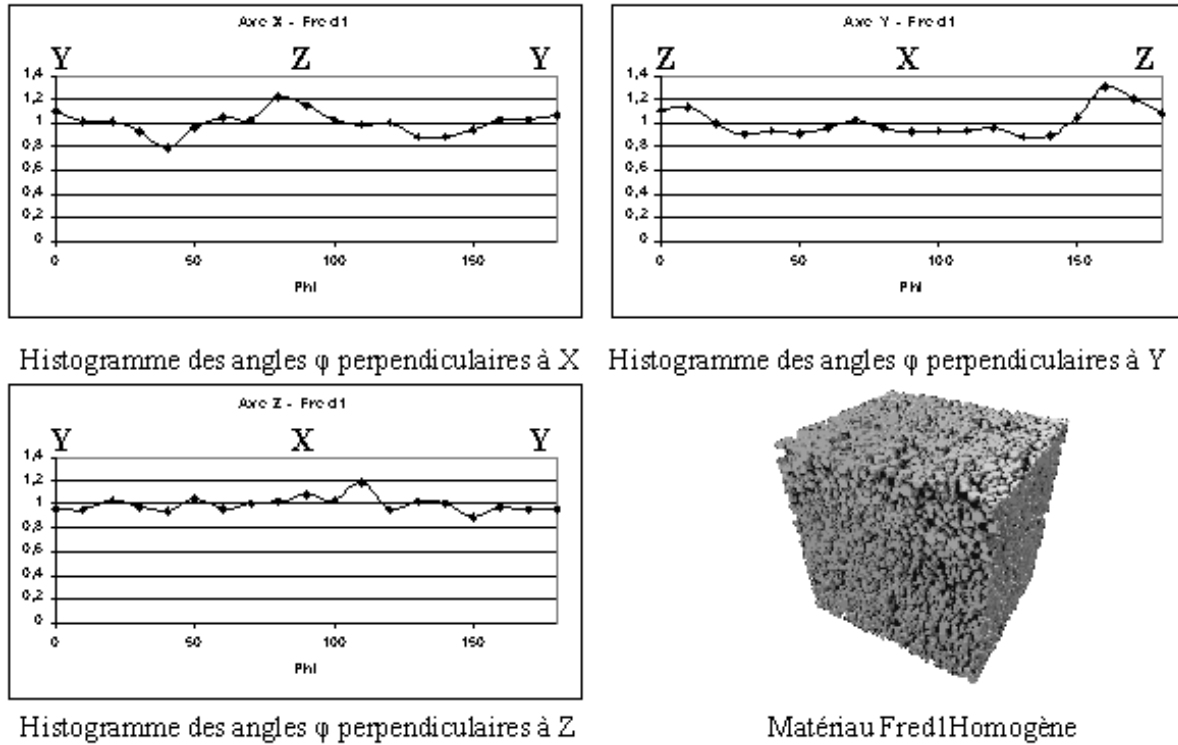 Axe X - Fred1
Y Z Y
1,4
1,2
1
0,8
0,6
0,4
0,2
0
0 50 100 150
Phi
Histogramme des angles φ perpendiculaires à X
Axe Y - Fred1
Z X Z
1,4
1,2
1
0,8
0,6
0,4
0,2
0
0 50 100 150
Phi
Histogramme des angles φ perpendiculaires à Y
Axe Z - Fred1
Y X Y
1,4
1,2
1
0,8
0,6
0,4
0,2
0
0 50 100 150
Phi
Histogramme des angles φ perpendiculaires à Z
Matériau Fred1Homogène